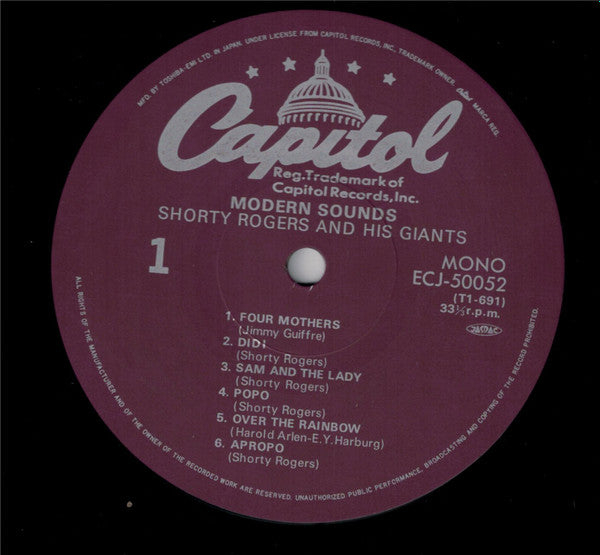 MFD. BY TOSHIBA-EMI LTD. IN JAPAN. UNDER LICENSE FROM CAPITOL RECORDS, INC., TRADEMARK OWNER. MARCA REG.
Capitol
Reg.Trademark of
Capitol Records, Inc.
MODERN SOUNDS
SHORTY ROGERS AND HIS GIANTS
1
MONO
ECJ-50052
(T1-691)
33⅓ r.p.m.
JASRAC
1. FOUR MOTHERS
(Jimmy Guiffre)
2. DIDI
(Shorty Rogers)
3. SAM AND THE LADY
(Shorty Rogers)
4. POPO
(Shorty Rogers)
5. OVER THE RAINBOW
(Harold Arlen-E.Y. Harburg)
6. APROPO
(Shorty Rogers)
ALL RIGHTS OF THE MANUFACTURER AND OF THE OWNER OF THE RECORDED WORK ARE RESERVED. UNAUTHORIZED PUBLIC PERFORMANCE, BROADCASTING AND COPYING OF THE RECORD PROHIBITED.